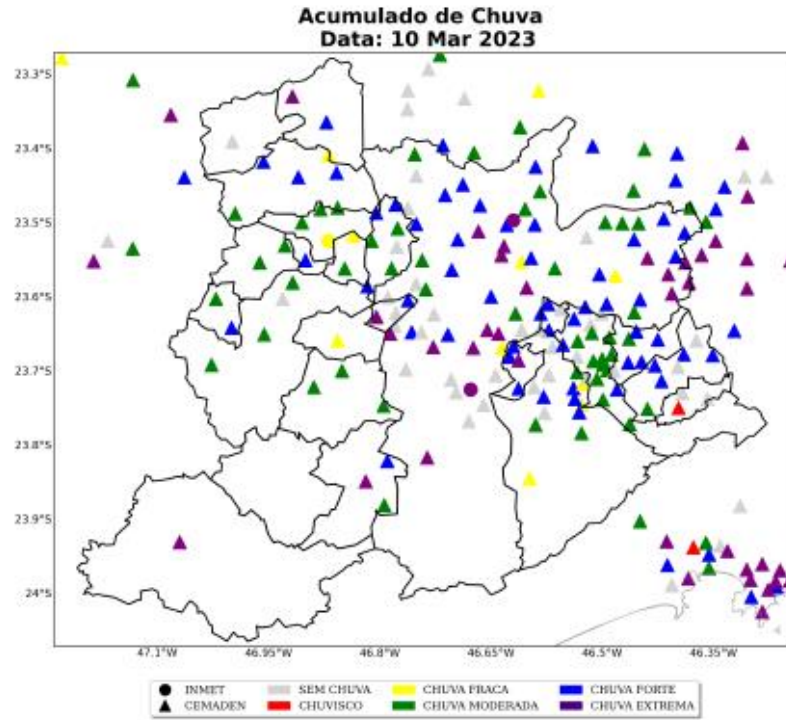 Acumulado de Chuva
Data: 10 Mar 2023
23.3°S
23.4°S
23.5°S
23.6°S
23.7°S
23.8°S
23.9°S
24°S
47.1°W
46.95°W
46.8°W
46.65°W
46.5°W
46.35°W
INMET
SEM CHUVA
CHUVA FRACA
CHUVA FORTE
CEMADEN
CHUVISCO
CHUVA MODERADA
CHUVA EXTREMA